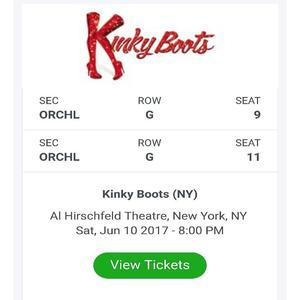 Kinky Boots
SEC ROW SEAT
ORCHL G 9
SEC ROW SEAT
ORCHL G 11
Kinky Boots (NY)
Al Hirschfeld Theatre, New York, NY
Sat, Jun 10 2017 - 8:00 PM
View Tickets